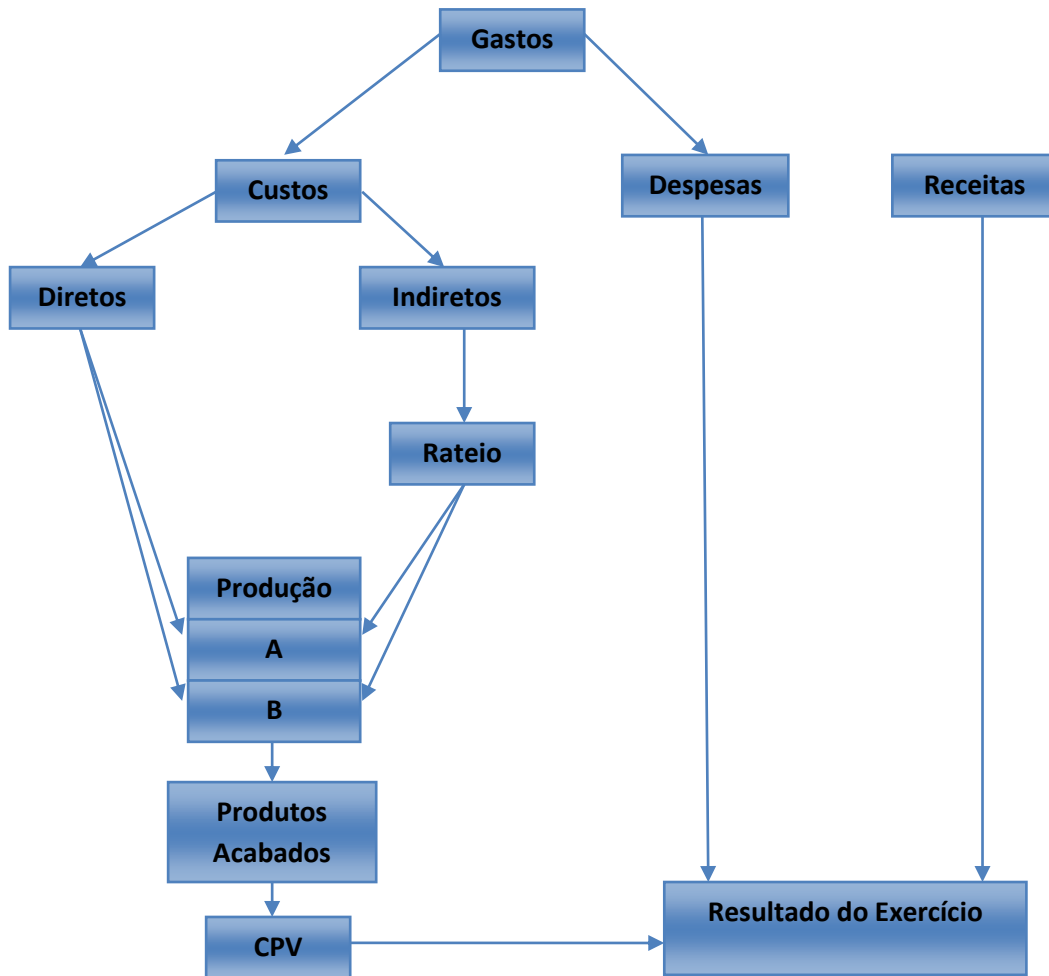 Gastos
Custos
Despesas
Receitas
Diretos
Indiretos
Rateio
Produção
A
B
Produtos
Acabados
Resultado do Exercício
CPV